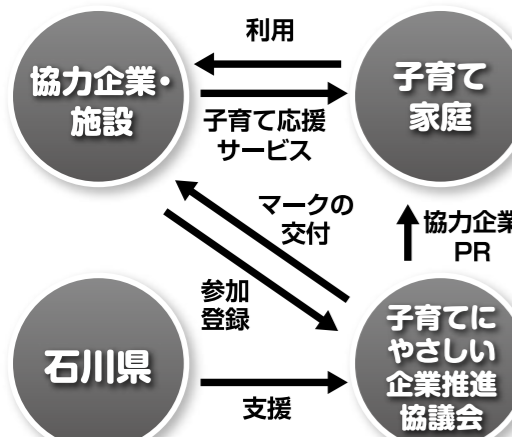 利用
協力企業・
施設
子育て
家庭
子育て応援
サービス
マークの
交付
協力企業
PR
参加
登録
石川県
支援
子育てに
やさしい
企業推進
協議会